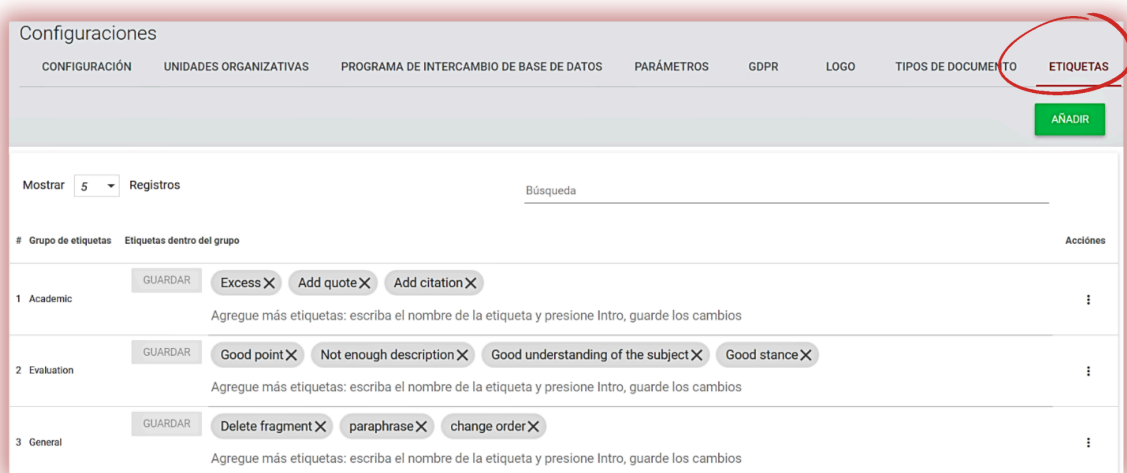 Configuraciones
CONFIGURACIÓN UNIDADES ORGANIZATIVAS PROGRAMA DE INTERCAMBIO DE BASE DE DATOS PARÁMETROS GDPR LOGO TIPOS DE DOCUMENTO ETIQUETAS
AÑADIR
Mostrar 5 Registros Búsqueda
# Grupo de etiquetas Etiquetas dentro del grupo Acciónes
GUARDAR Excess Add quote Add citation
1 Academic
Agregue más etiquetas: escriba el nombre de la etiqueta y presione Intro, guarde los cambios
GUARDAR Good point Not enough description Good understanding of the subject Good stance
2 Evaluation
Agregue más etiquetas: escriba el nombre de la etiqueta y presione Intro, guarde los cambios
GUARDAR Delete fragment paraphrase change order
3 General
Agregue más etiquetas: escriba el nombre de la etiqueta y presione Intro, guarde los cambios